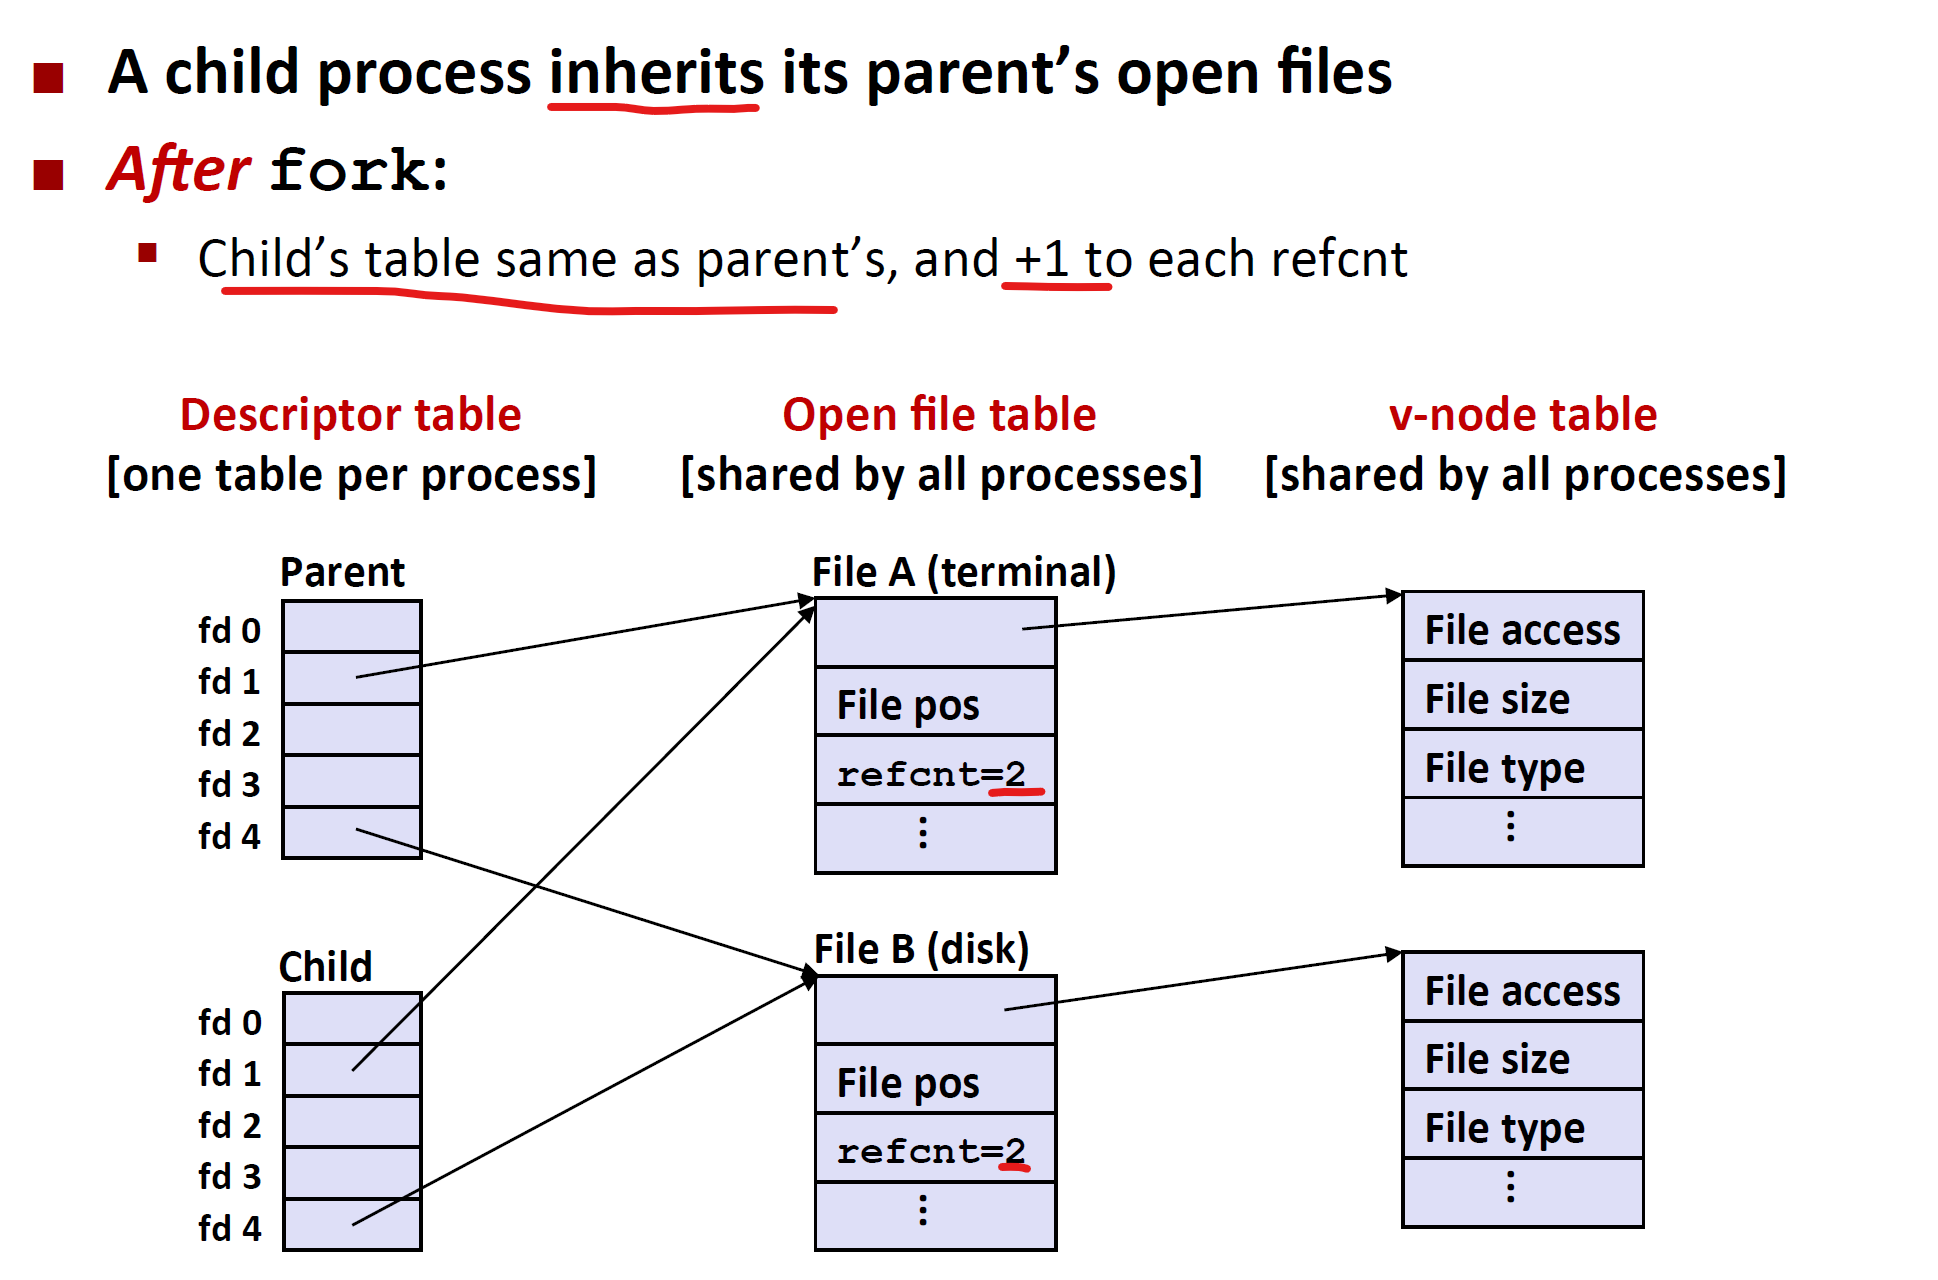 A child process inherits its parent’s open files
After fork:
Child’s table same as parent’s, and +1 to each refcnt
Descriptor table
[one table per process]
Open file table
[shared by all processes]
v-node table
[shared by all processes]
Parent
fd 0
fd 1
fd 2
fd 3
fd 4
Child
fd 0
fd 1
fd 2
fd 3
fd 4
File A (terminal)
File pos
refcnt=2
⋮
File B (disk)
File pos
refcnt=2
⋮
File access
File size
File type
⋮
File access
File size
File type
⋮